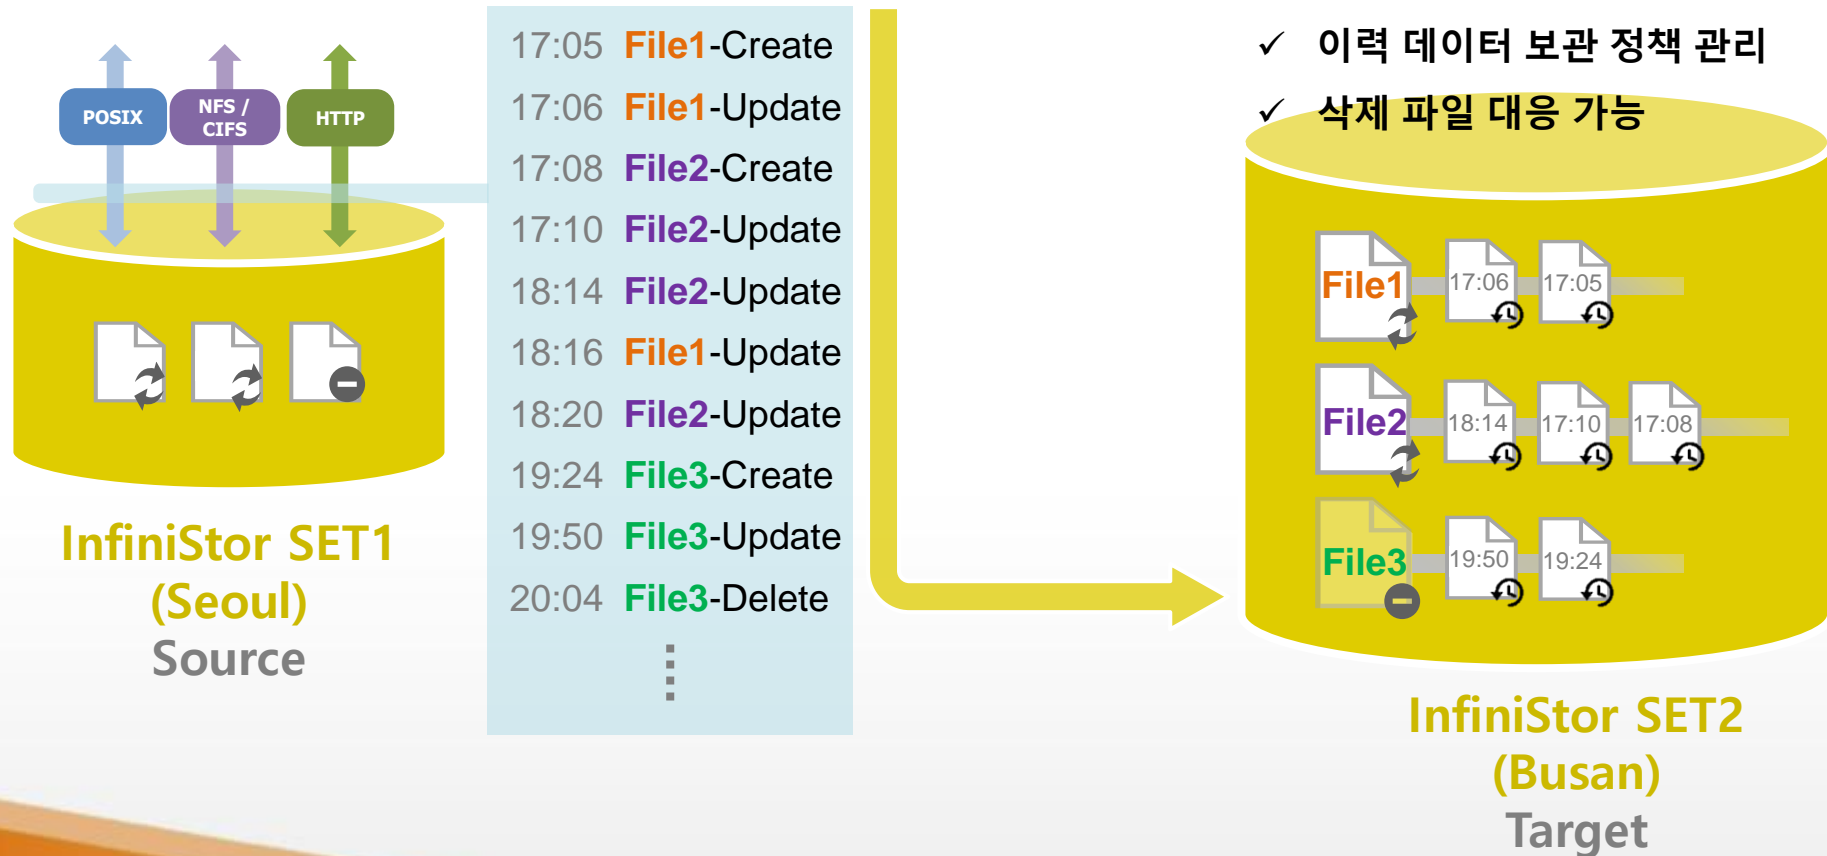 POSIX
NFS /
CIFS
HTTP
InfiniStor SET1
(Seoul)
Source
17:05 File1-Create
17:06 File1-Update
17:08 File2-Create
17:10 File2-Update
18:14 File2-Update
18:16 File1-Update
18:20 File2-Update
19:24 File3-Create
19:50 File3-Update
20:04 File3-Delete
✓ 이력 데이터 보관 정책 관리
✓ 삭제 파일 대응 가능
File1 17:06 17:05
File2 18:14 17:10 17:08
File3 19:50 19:24
InfiniStor SET2
(Busan)
Target